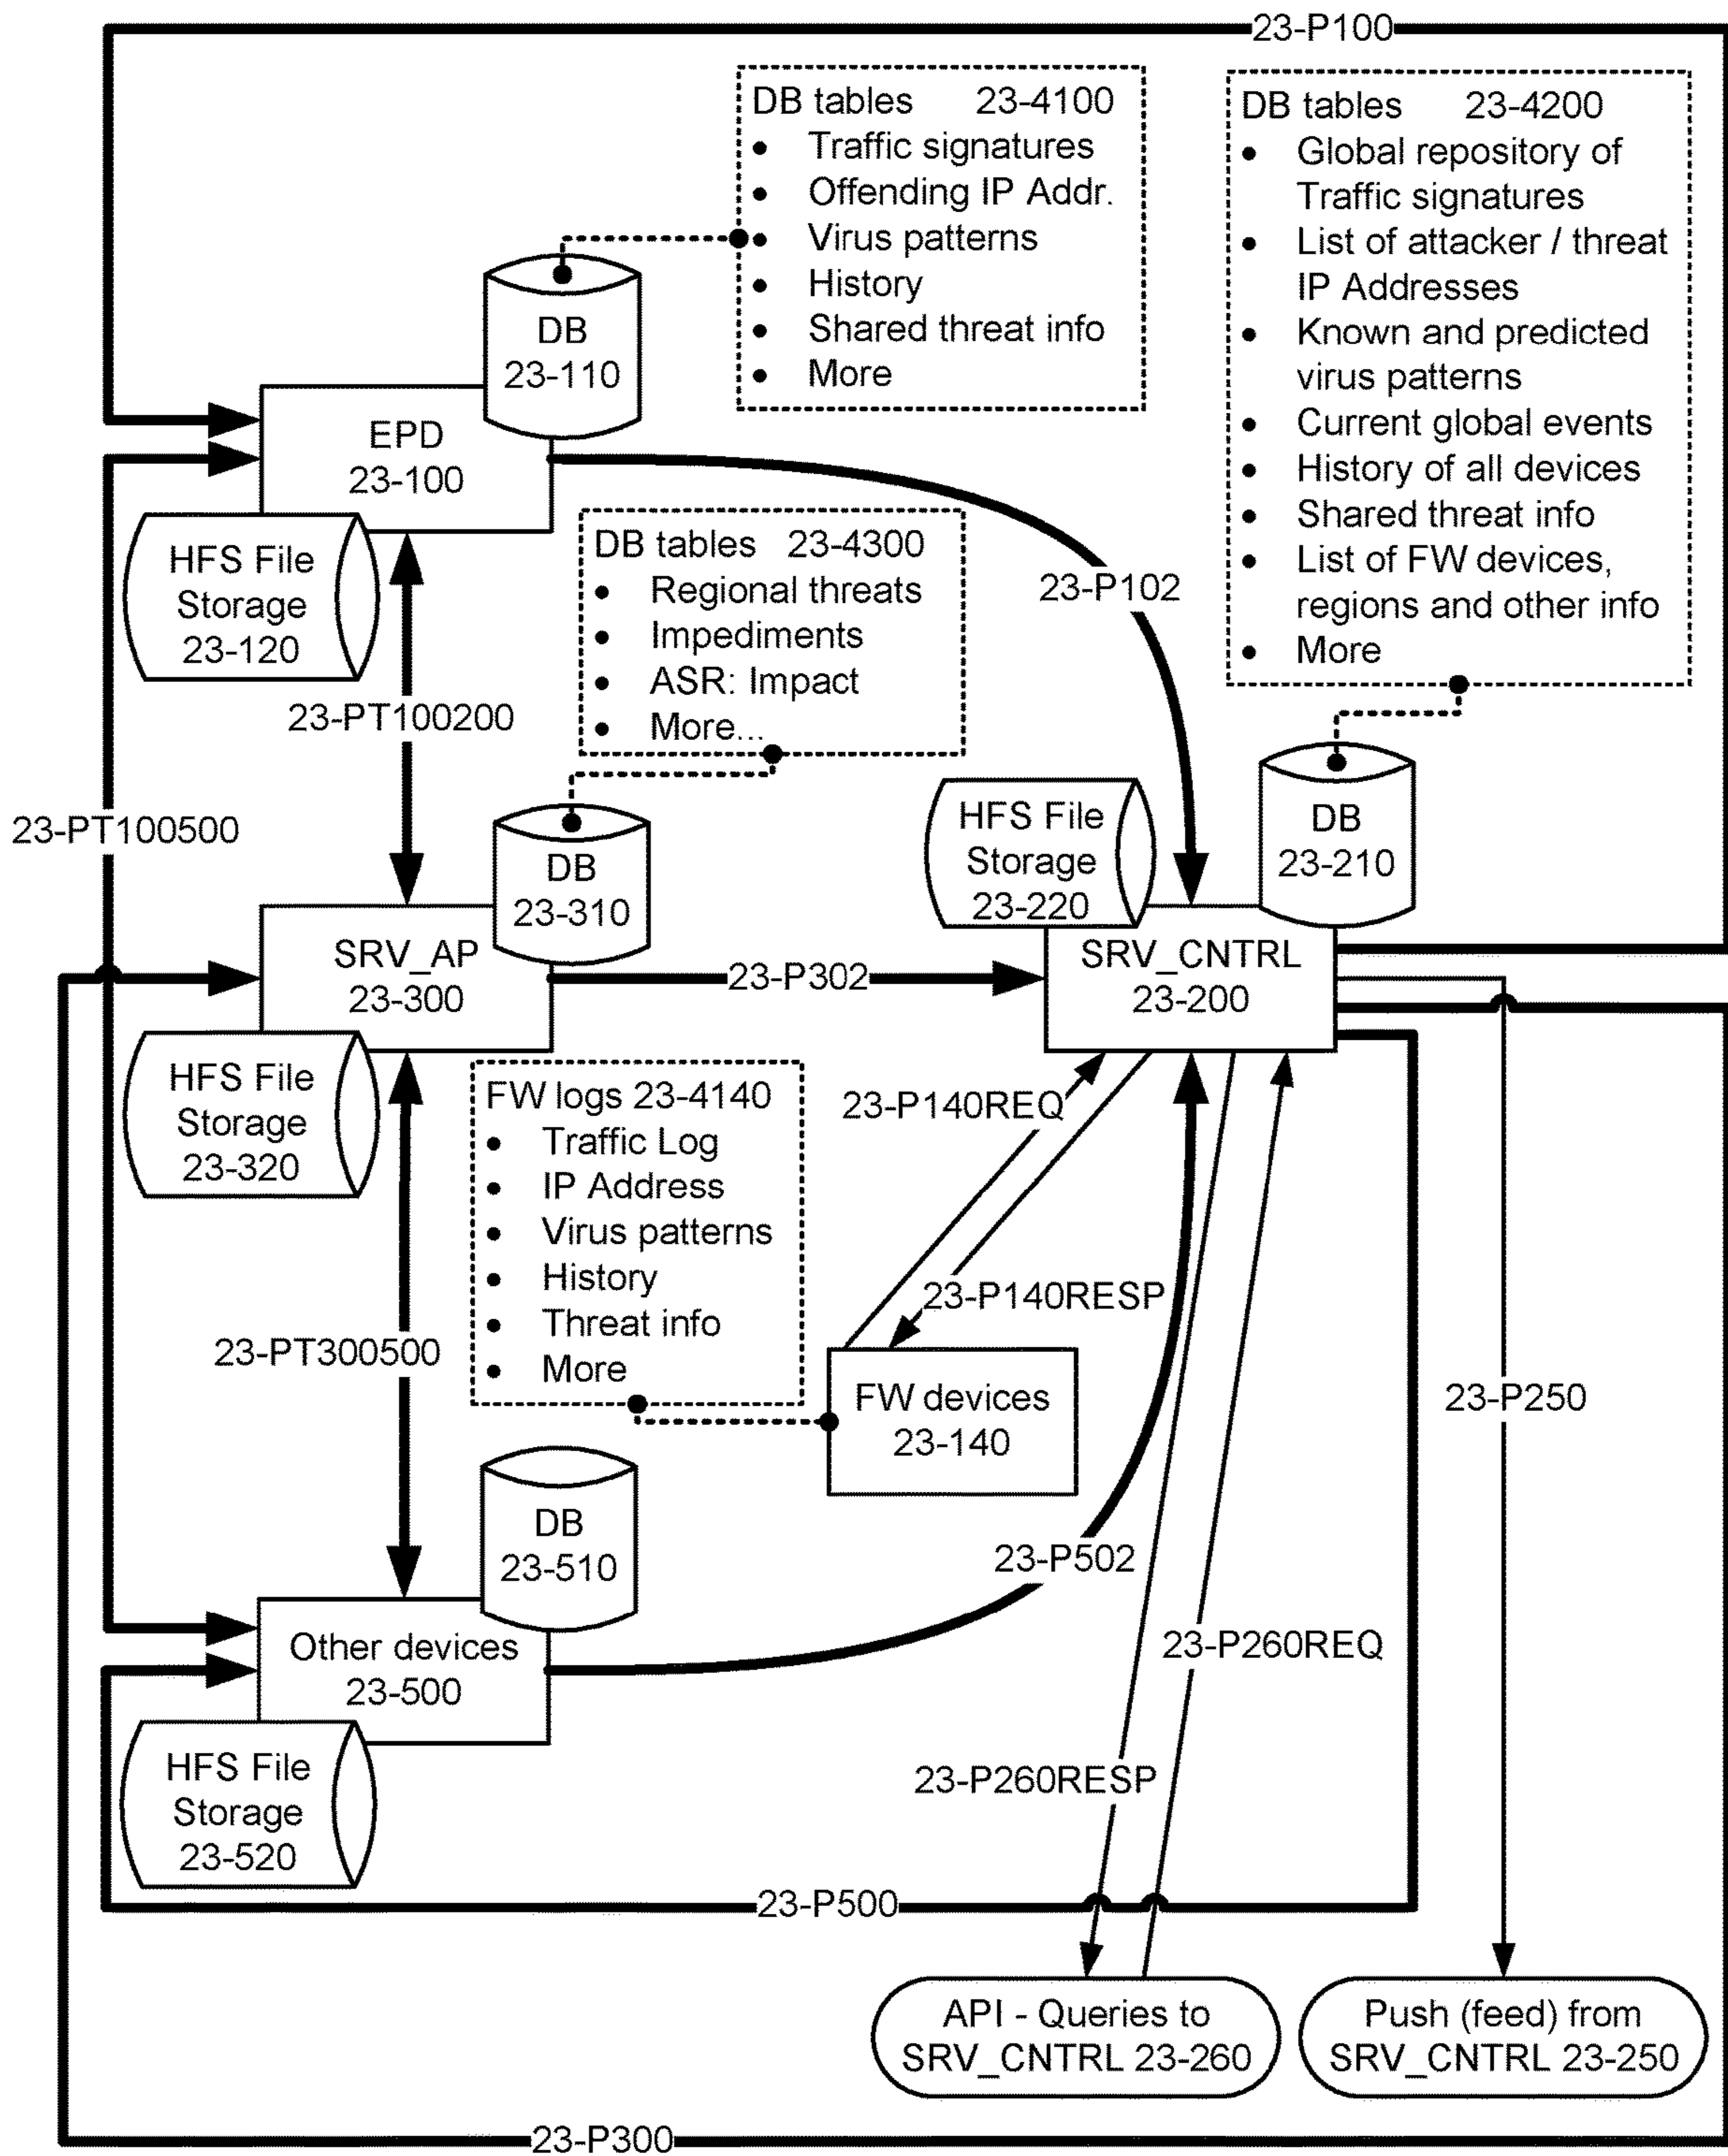 23-P100
DB tables 23-4100
• Traffic signatures
• Offending IP Addr.
• Virus patterns
• History
• Shared threat info
• More
DB tables 23-4200
• Global repository of
Traffic signatures
• List of attacker / threat
IP Addresses
• Known and predicted
virus patterns
• Current global events
• History of all devices
• Shared threat info
• List of FW devices,
regions and other info
• More
DB
23-110
EPD
23-100
HFS File
Storage
23-120
DB tables 23-4300
• Regional threats
• Impediments
• ASR: Impact
• More...
23-P102
23-PT100200
23-PT100500
DB
23-310
HFS File
Storage
23-220
DB
23-210
SRV_AP
23-300
23-P302
SRV_CNTRL
23-200
HFS File
Storage
23-320
FW logs 23-4140
• Traffic Log
• IP Address
• Virus patterns
• History
• Threat info
• More
23-P140REQ
23-P140RESP
23-PT300500
FW devices
23-140
23-P250
DB
23-510
23-P502
Other devices
23-500
23-P260REQ
HFS File
Storage
23-520
23-P260RESP
23-P500
API - Queries to
SRV_CNTRL 23-260
Push (feed) from
SRV_CNTRL 23-250
23-P300